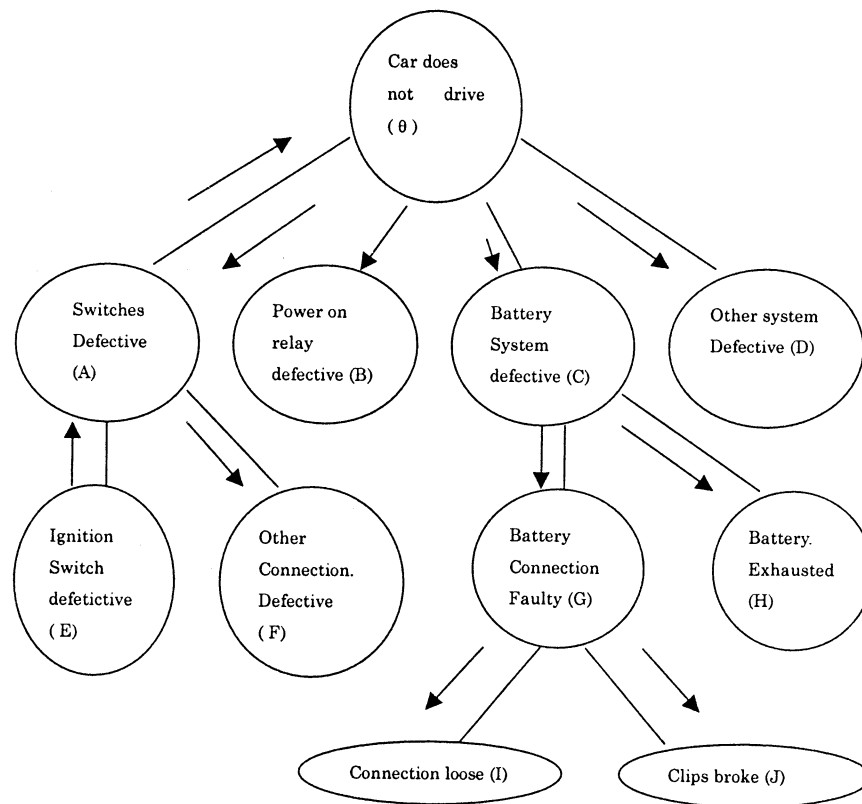 Car does
not drive
( θ )
Switches
Defective
(A)
Power on
relay
defective (B)
Battery
System
defective (C)
Other system
Defective (D)
Ignition
Switch
defetictive
( E )
Other
Connection.
Defective
( F )
Battery
Connection
Faulty (G)
Battery.
Exhausted
(H)
Connection loose (I)
Clips broke (J)